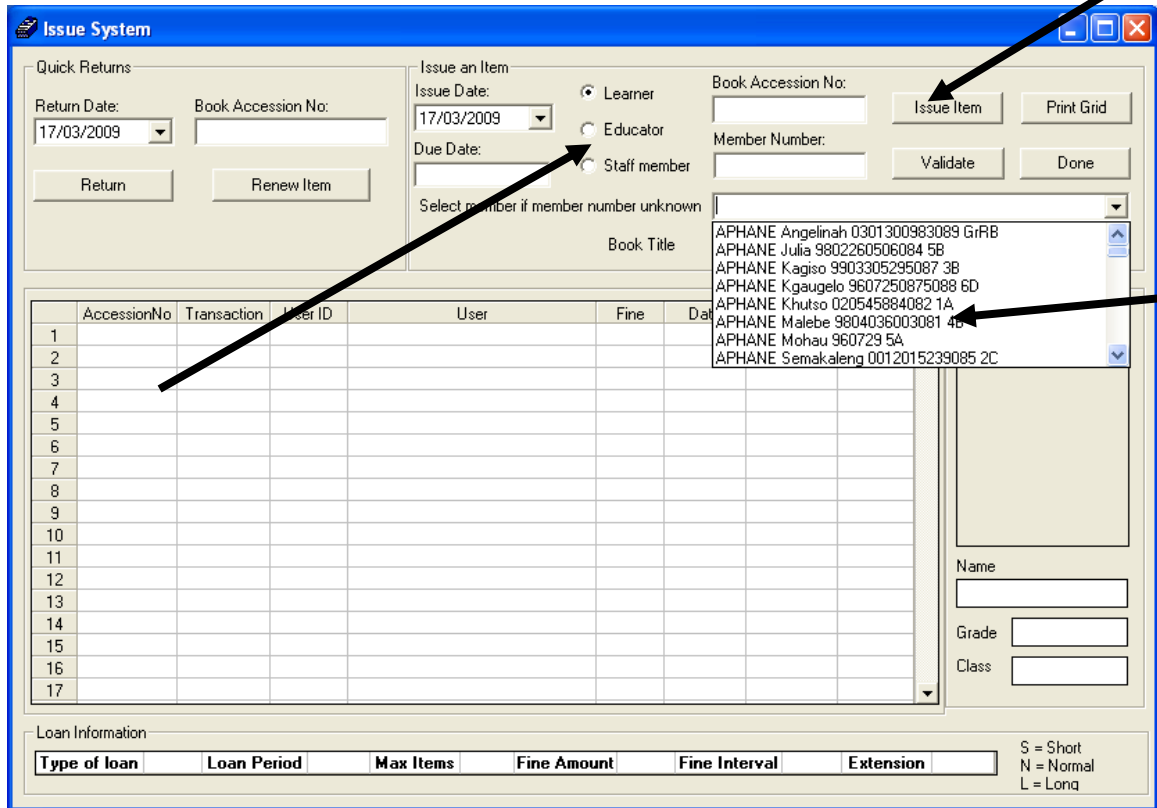 Issue System
Quick Returns
Return Date:
Book Accession No:
17/03/2009
Return
Renew Item
Issue an Item
Issue Date:
17/03/2009
Due Date:
Learner
Educator
Staff member
Book Accession No:
Member Number:
Issue Item
Print Grid
Validate
Done
Select member if member number unknown
Book Title
APHANE Angelinah 0301300983089 GrRB
APHANE Julia 9802260506084 5B
APHANE Kagiso 9903305295087 3B
APHANE Kgaugelo 9607250875088 6D
APHANE Khutso 020545884082 1A
APHANE Malebe 9804036003081 4B
APHANE Mohau 960729 5A
APHANE Semakaleng 0012015239085 2C
AccessionNo Transaction User ID User Fine Dat
1
2
3
4
5
6
7
8
9
10
11
12
13
14
15
16
17
Name
Grade
Class
Loan Information
Type of loan Loan Period Max Items Fine Amount Fine Interval Extension
S = Short
N = Normal
L = Long